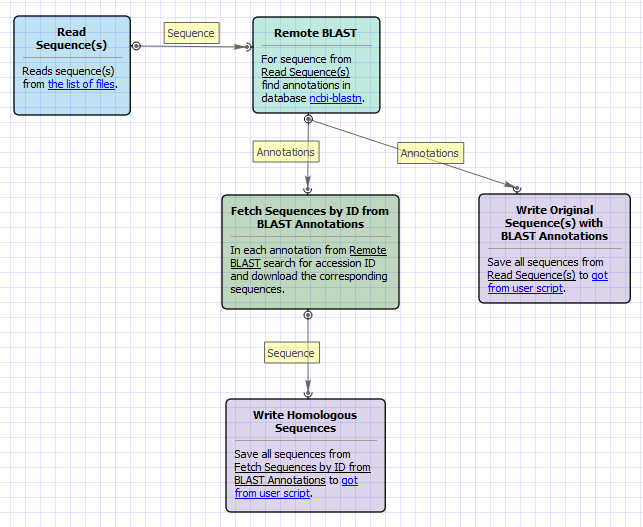 Read
Sequence(s)
Reads sequence(s)
from the list of files.
Sequence
Remote BLAST
For sequence from
Read Sequence(s)
find annotations in
database ncbi-blastn.
Annotations
Annotations
Fetch Sequences by ID from
BLAST Annotations
In each annotation from Remote
BLAST search for accession ID
and download the corresponding
sequences.
Write Original
Sequence(s) with
BLAST Annotations
Save all sequences from
Read Sequence(s) to got
from user script.
Sequence
Write Homologous
Sequences
Save all sequences from
Fetch Sequences by ID from
BLAST Annotations to got
from user script.